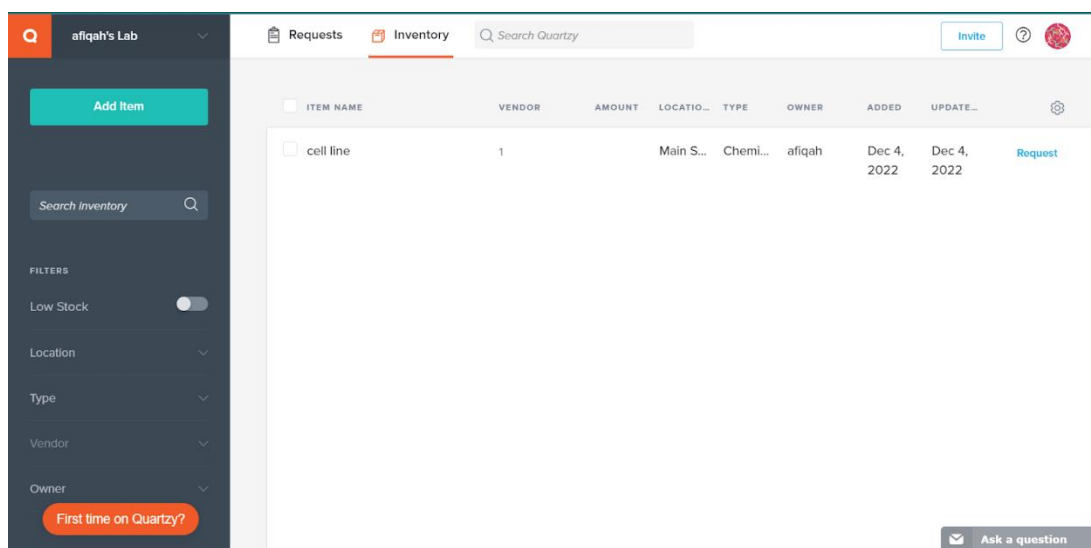 Q afiqah's Lab
Requests Inventory Search Quartzy Invite ?
Add Item
ITEM NAME VENDOR AMOUNT LOCATIO... TYPE OWNER ADDED UPDATE...
cell line 1 Main S... Chemi... afiqah Dec 4, Dec 4, Request
2022 2022
Search inventory
FILTERS
Low Stock
Location
Type
Vendor
Owner
First time on Quartzy?
Ask a question